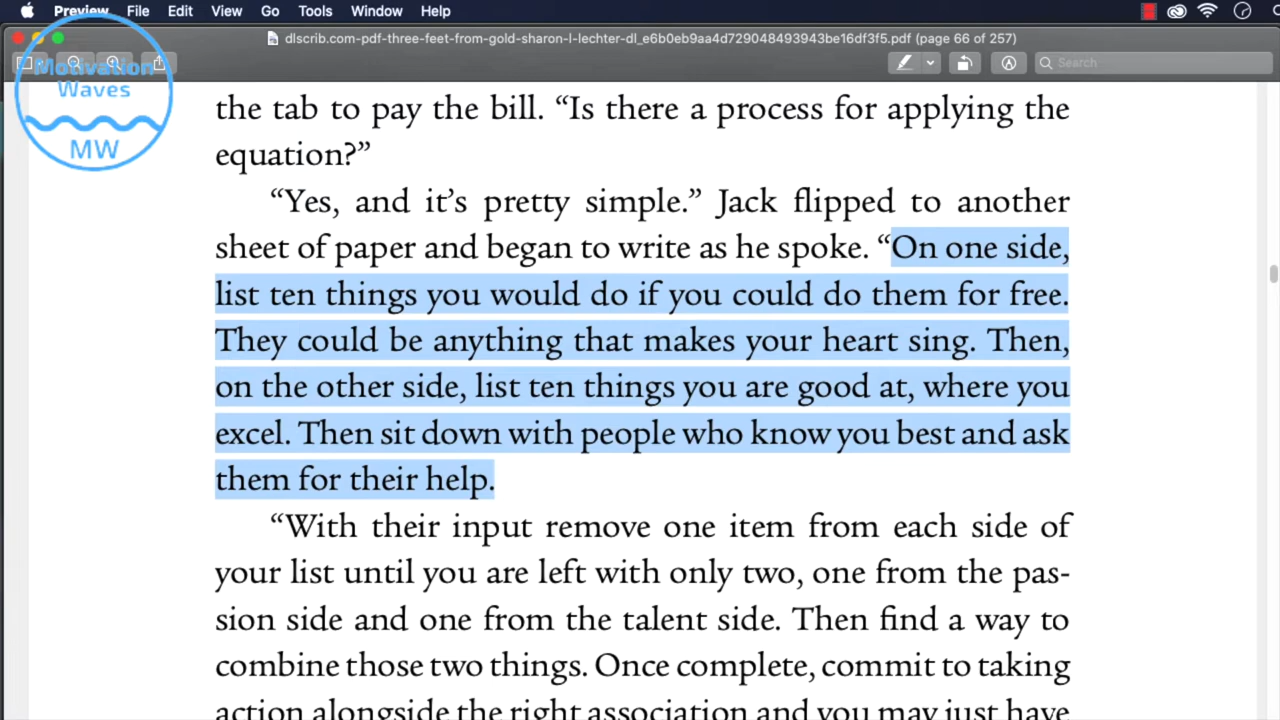 Preview File Edit View Go Tools Window Help
dlscrib.com-pdf-three-feet-from-gold-sharon-l-lechter-dl_e6b0eb9aa4d729048493943be16df3f5.pdf (page 66 of 257)
Search
Motivation
Waves
MW
the tab to pay the bill. “Is there a process for applying the
equation?”
“Yes, and it’s pretty simple.” Jack flipped to another
sheet of paper and began to write as he spoke. “On one side,
list ten things you would do if you could do them for free.
They could be anything that makes your heart sing. Then,
on the other side, list ten things you are good at, where you
excel. Then sit down with people who know you best and ask
them for their help.
“With their input remove one item from each side of
your list until you are left with only two, one from the pas-
sion side and one from the talent side. Then find a way to
combine those two things. Once complete, commit to taking
action alongside the right association and you may just have